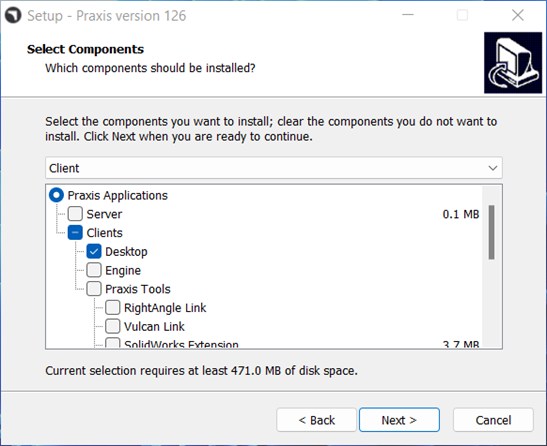 Setup - Praxis version 126
Select Components
Which components should be installed?
Select the components you want to install; clear the components you do not want to
install. Click Next when you are ready to continue.
Client
Praxis Applications
Server 0.1 MB
Clients
Desktop
Engine
Praxis Tools
RightAngle Link
Vulcan Link
SolidWorks Extension 3.7 MB
Current selection requires at least 471.0 MB of disk space.
< Back Next > Cancel